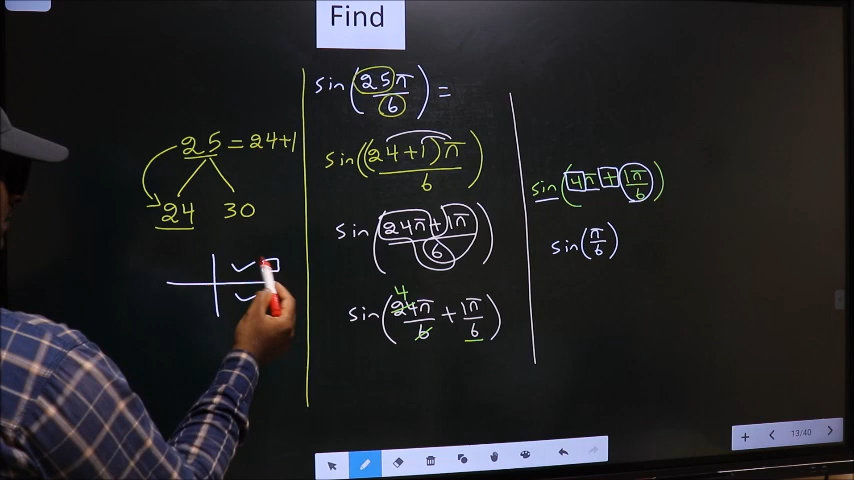 Find
sin(25π/6) =
25 = 24+1
24 30
sin((24+1)π/6)
sin(24π+1π/6)
4
sin(24π/6 + 1π/6)
sin(4π + 1π/6)
sin(π/6)
13/40